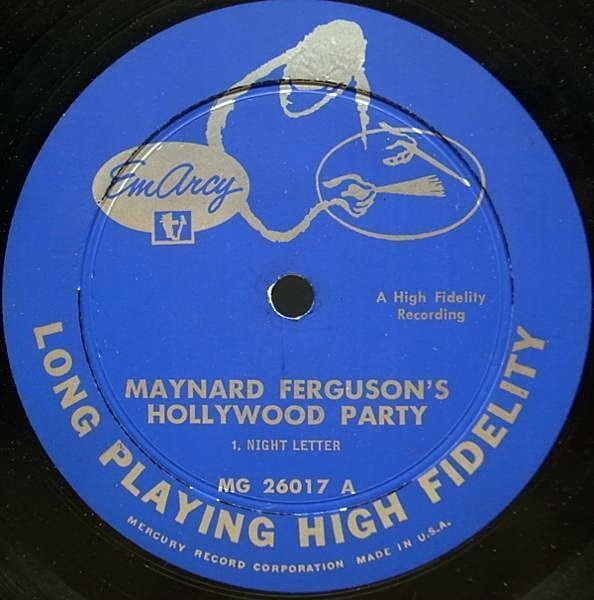 EmArcy
A High Fidelity
Recording
MAYNARD FERGUSON'S
HOLLYWOOD PARTY
1. NIGHT LETTER
MG 26017 A
LONG PLAYING HIGH FIDELITY
MERCURY RECORD CORPORATION MADE IN U.S.A.